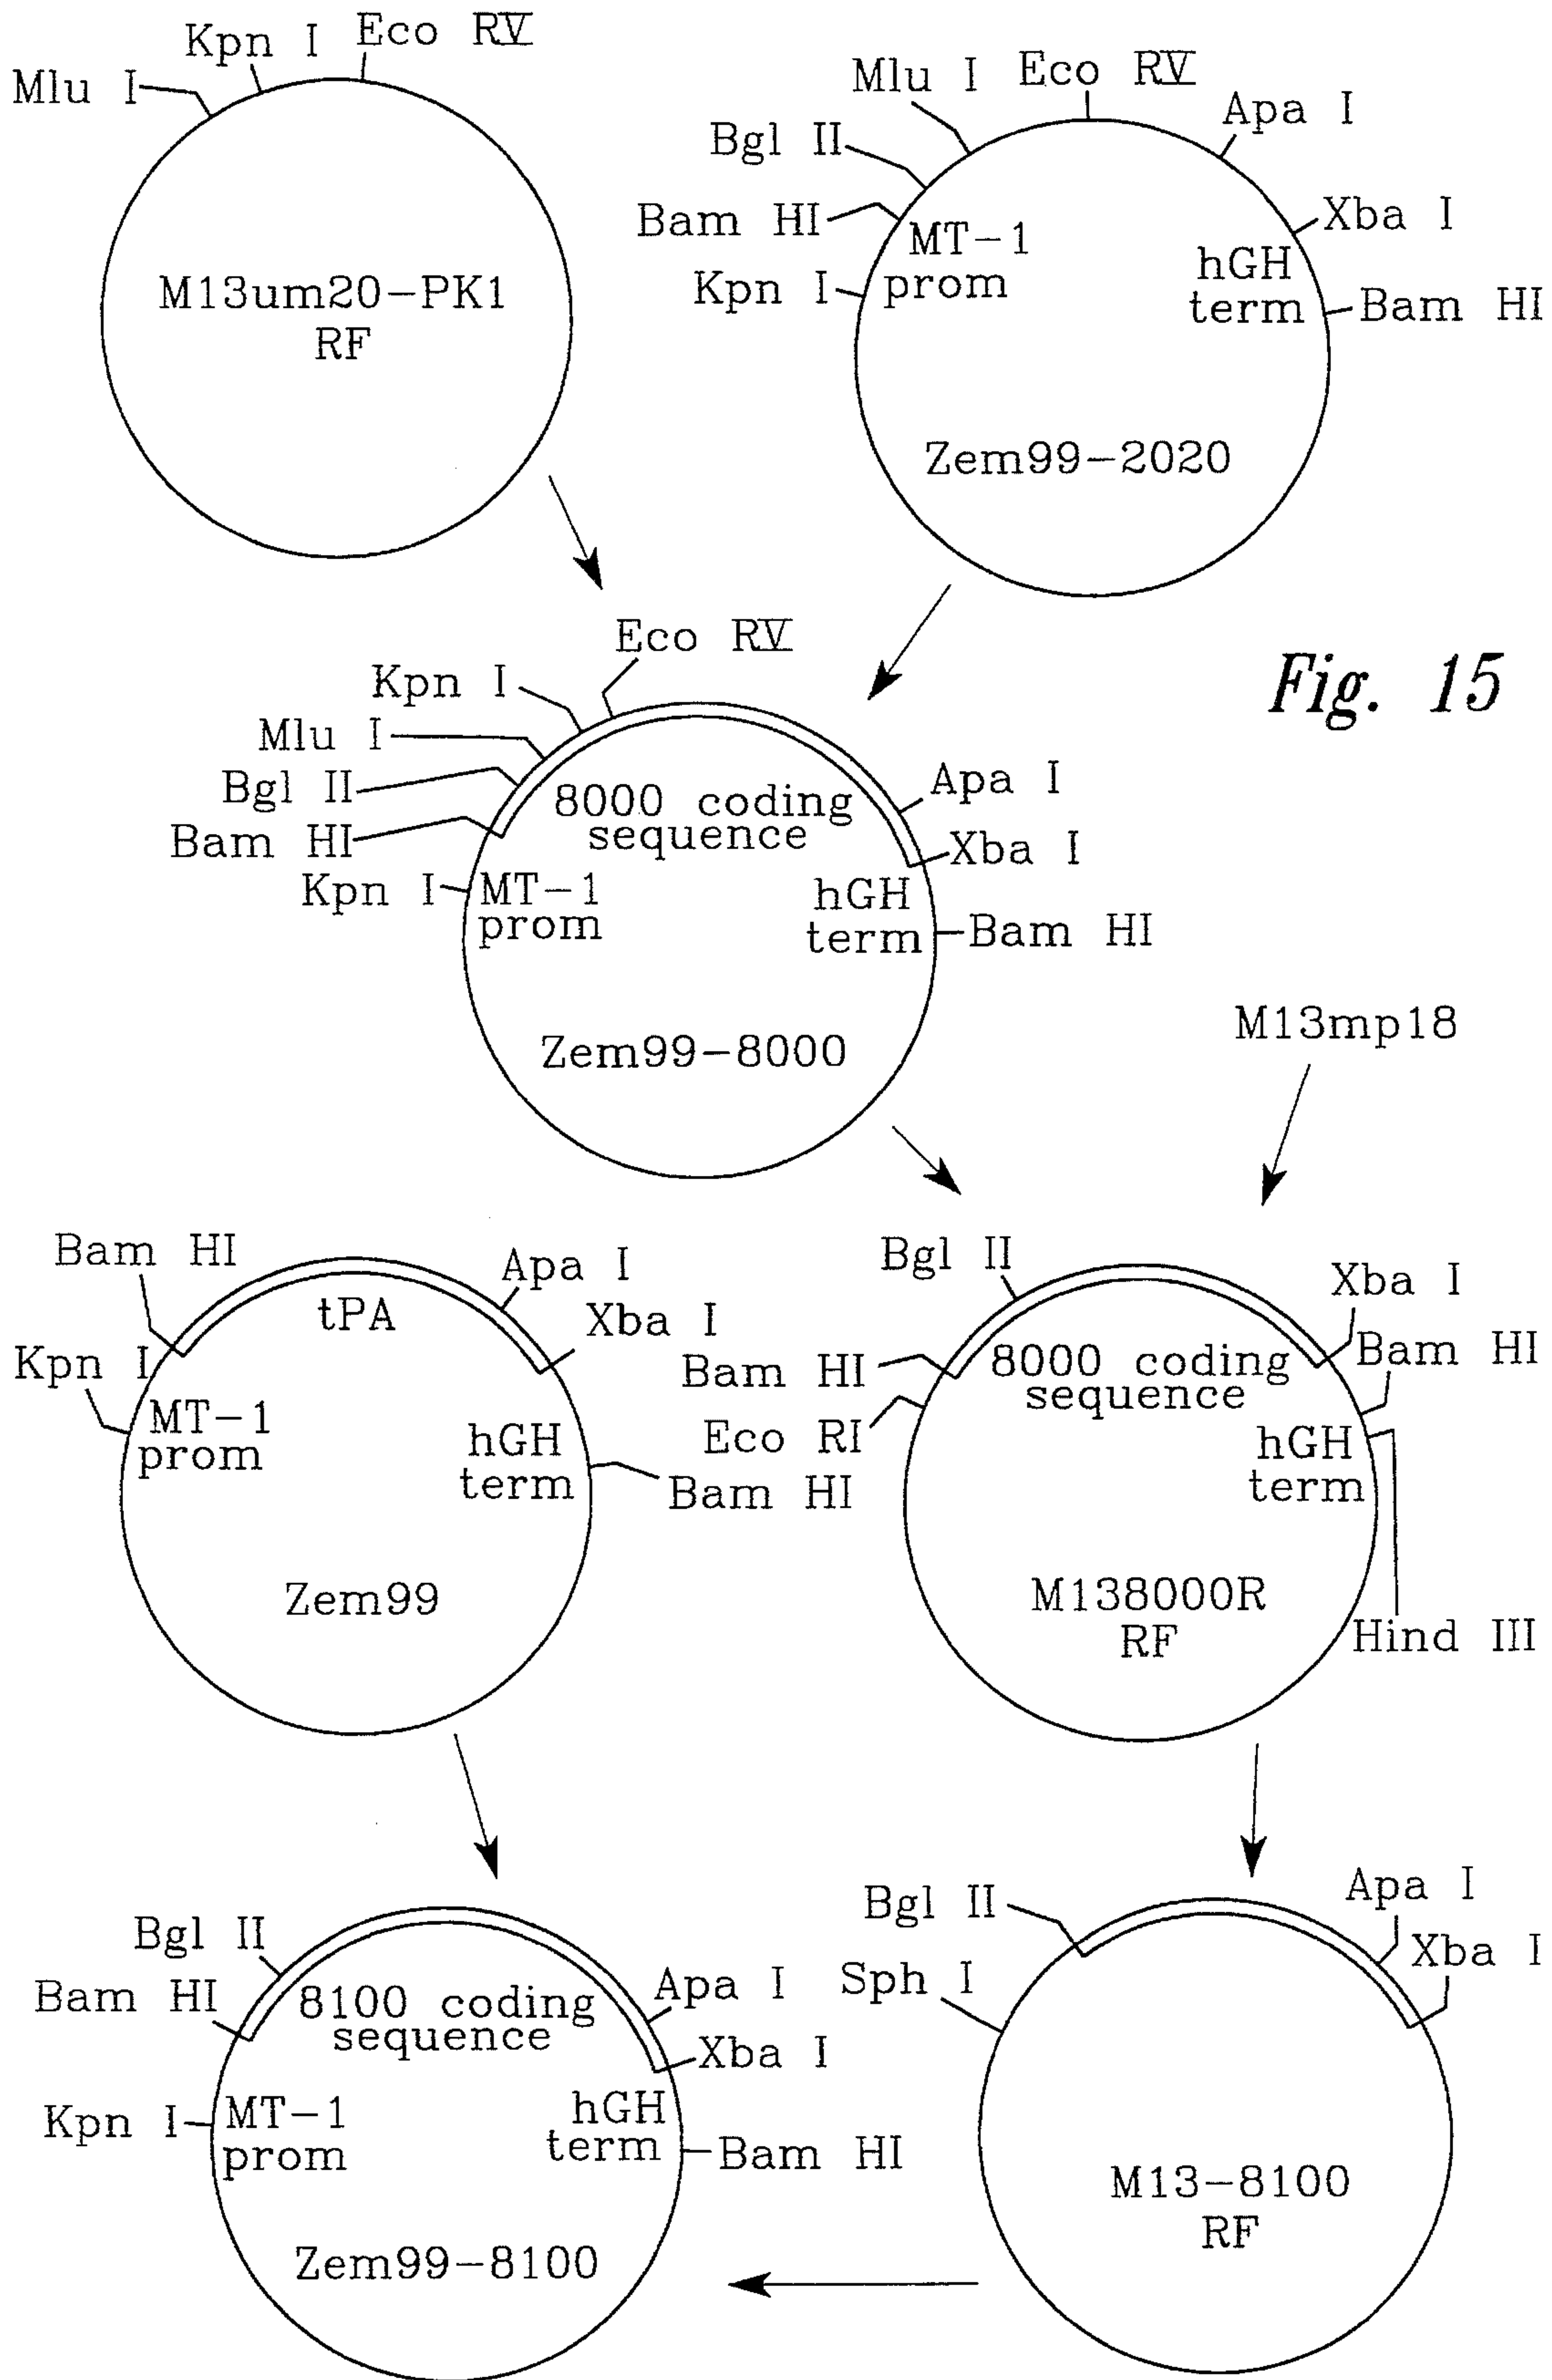 Mlu I
Kpn I
Eco RV
M13um20-PK1
RF
Mlu I
Eco RV
Apa I
Bgl II
Bam HI
Xba I
MT-1
prom
Kpn I
hGH
term
Bam HI
Zem99-2020
Fig. 15
Eco RV
Kpn I
Mlu I
Bgl II
Bam HI
Kpn I
8000 coding
sequence
Apa I
Xba I
MT-1
prom
hGH
term
Bam HI
Zem99-8000
M13mp18
Bam HI
Apa I
tPA
Xba I
Kpn I
MT-1
prom
hGH
term
Bam HI
Zem99
Bgl II
Xba I
Bam HI
8000 coding
sequence
Bam HI
Eco RI
hGH
term
M138000R
RF
Hind III
Bgl II
Bam HI
8100 coding
sequence
Apa I
Xba I
Kpn I
MT-1
prom
hGH
term
Bam HI
Zem99-8100
Bgl II
Apa I
Xba I
Sph I
M13-8100
RF